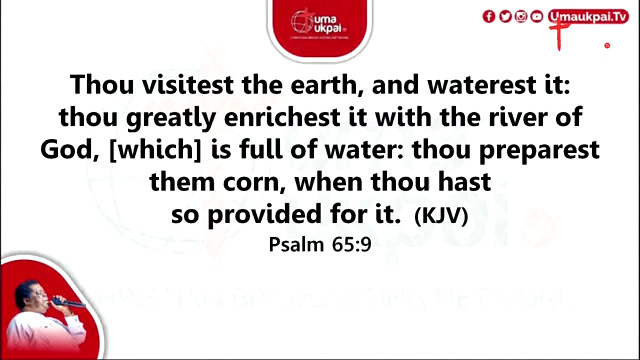 uma
ukpai
Umaukpai.Tv
Thou visitest the earth, and waterest it:
thou greatly enrichest it with the river of
God, [which] is full of water: thou preparest
them corn, when thou hast
so provided for it. (KJV)
Psalm 65:9